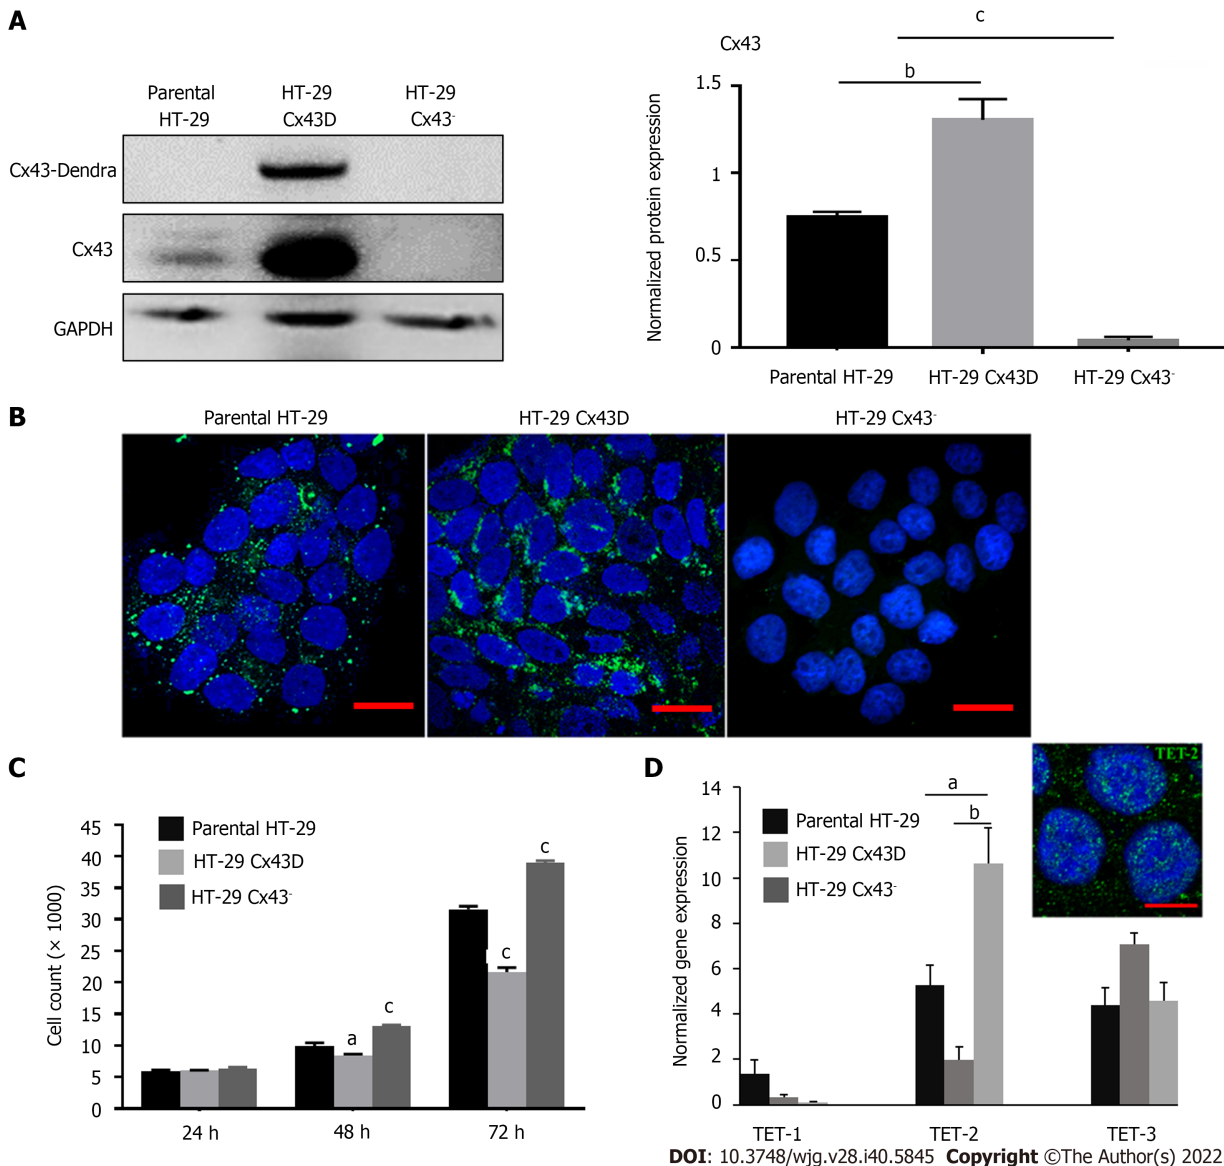 A
Parental HT-29
HT-29 Cx43D
HT-29 Cx43-
Cx43-Dendra
Cx43
GAPDH
c
Cx43
b
Normalized protein expression
1.5
1
0.5
0
Parental HT-29
HT-29 Cx43D
HT-29 Cx43-
B
Parental HT-29
HT-29 Cx43D
HT-29 Cx43-
C
Cell count (× 1000)
45
40
35
30
25
20
15
10
5
0
Parental HT-29
HT-29 Cx43D
HT-29 Cx43-
a
c
c
c
24 h
48 h
72 h
D
TET-2
Normalized gene expression
14
12
10
8
6
4
2
0
Parental HT-29
HT-29 Cx43D
HT-29 Cx43-
a
b
TET-1
TET-2
TET-3
DOI: 10.3748/wjg.v28.i40.5845 Copyright ©The Author(s) 2022